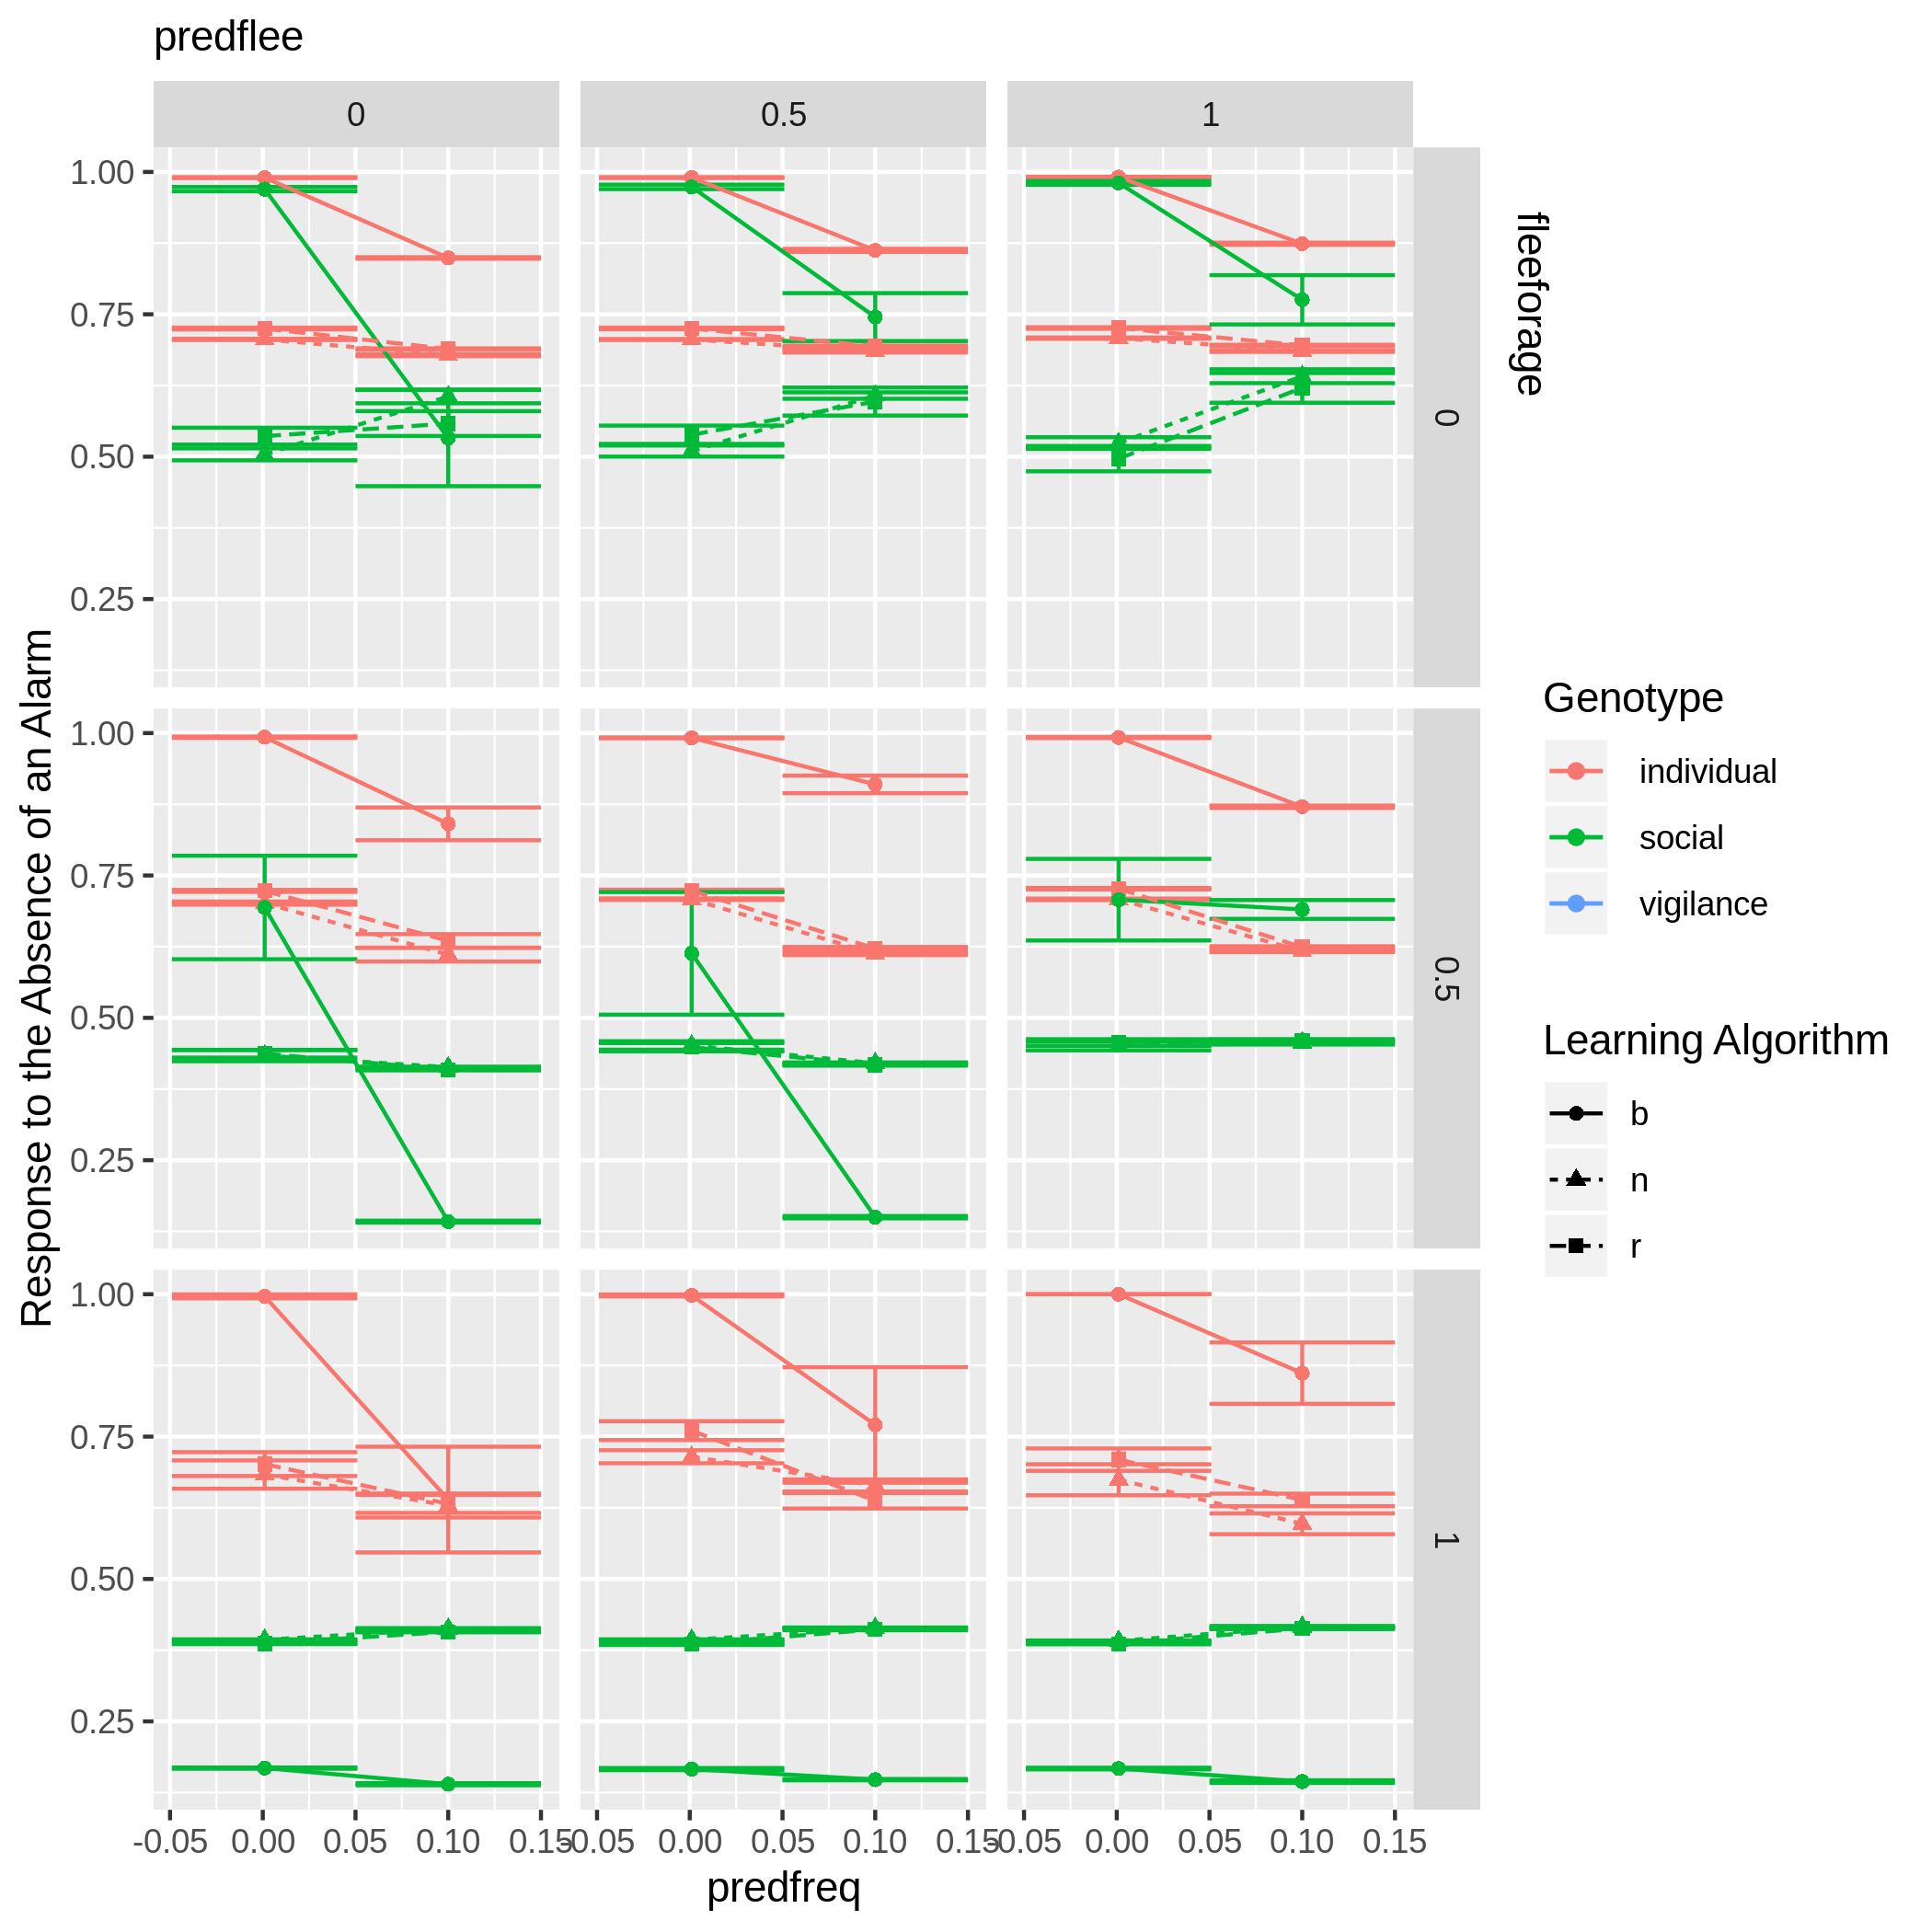 predflee
0
0.5
1
1.00
0.75
0.50
0.25
0
fleeforage
1.00
0.75
0.50
0.25
0.5
1.00
0.75
0.50
0.25
1
Response to the Absence of an Alarm
-0.05 0.00 0.05 0.10 0.15
-0.05 0.00 0.05 0.10 0.15
-0.05 0.00 0.05 0.10 0.15
predfreq
Genotype
individual
social
vigilance
Learning Algorithm
b
n
r